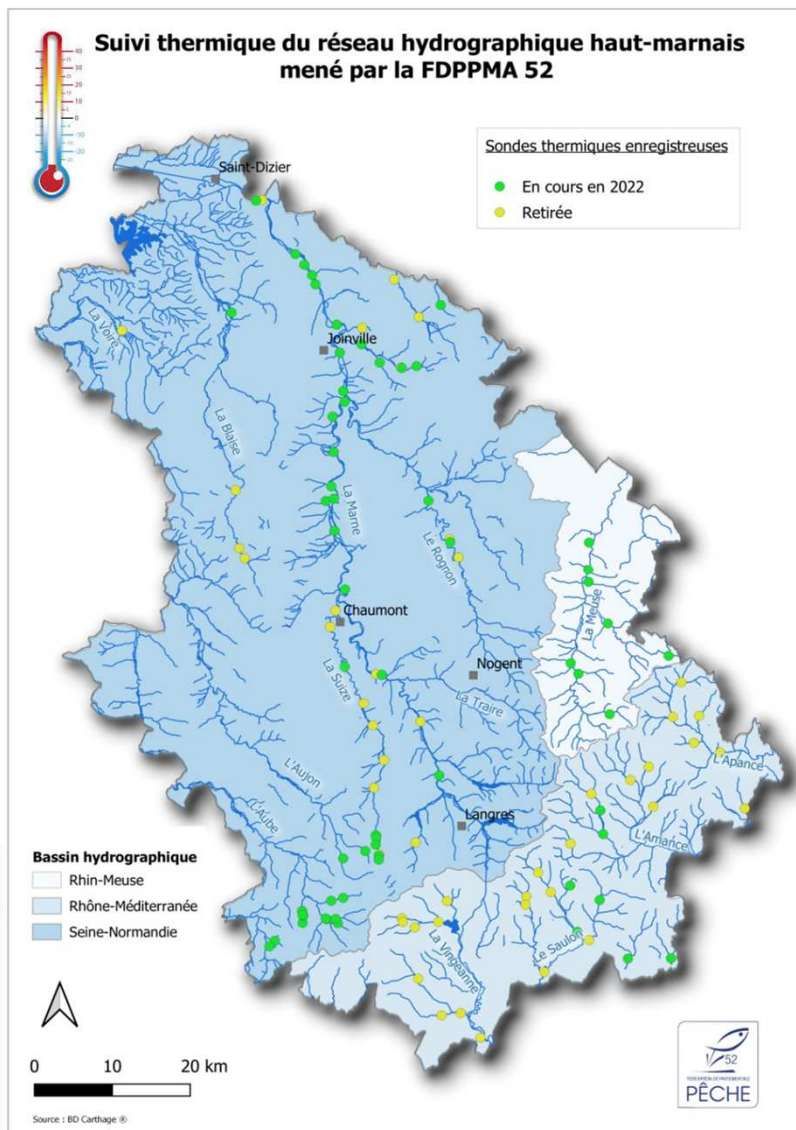 Suivi thermique du réseau hydrographique haut-marnais
mené par la FDPPMA 52
Sondes thermiques enregistreuses
En cours en 2022
Retirée
Saint-Dizier
La Voire
Joinville
La Blaise
La Marne
Le Rognon
La Meuse
Chaumont
La Suize
Nogent
La Traire
L'Apance
L'Aujon
L'Aube
Langres
L'Amance
Bassin hydrographique
Rhin-Meuse
Rhône-Méditerranée
Seine-Normandie
La Vingeanne
Le Saulon
0 10 20 km
52
PÊCHE
Source : BD Carthage ®